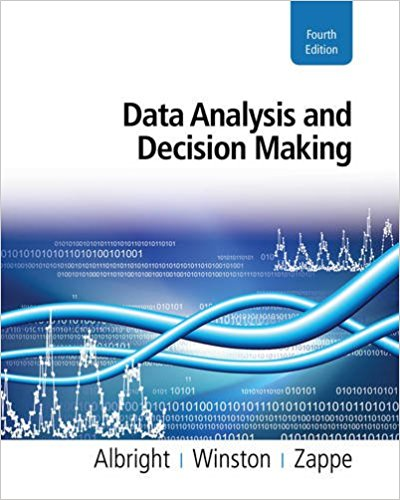 Fourth
Edition
Data Analysis and
Decision Making
Albright | Winston | Zappe